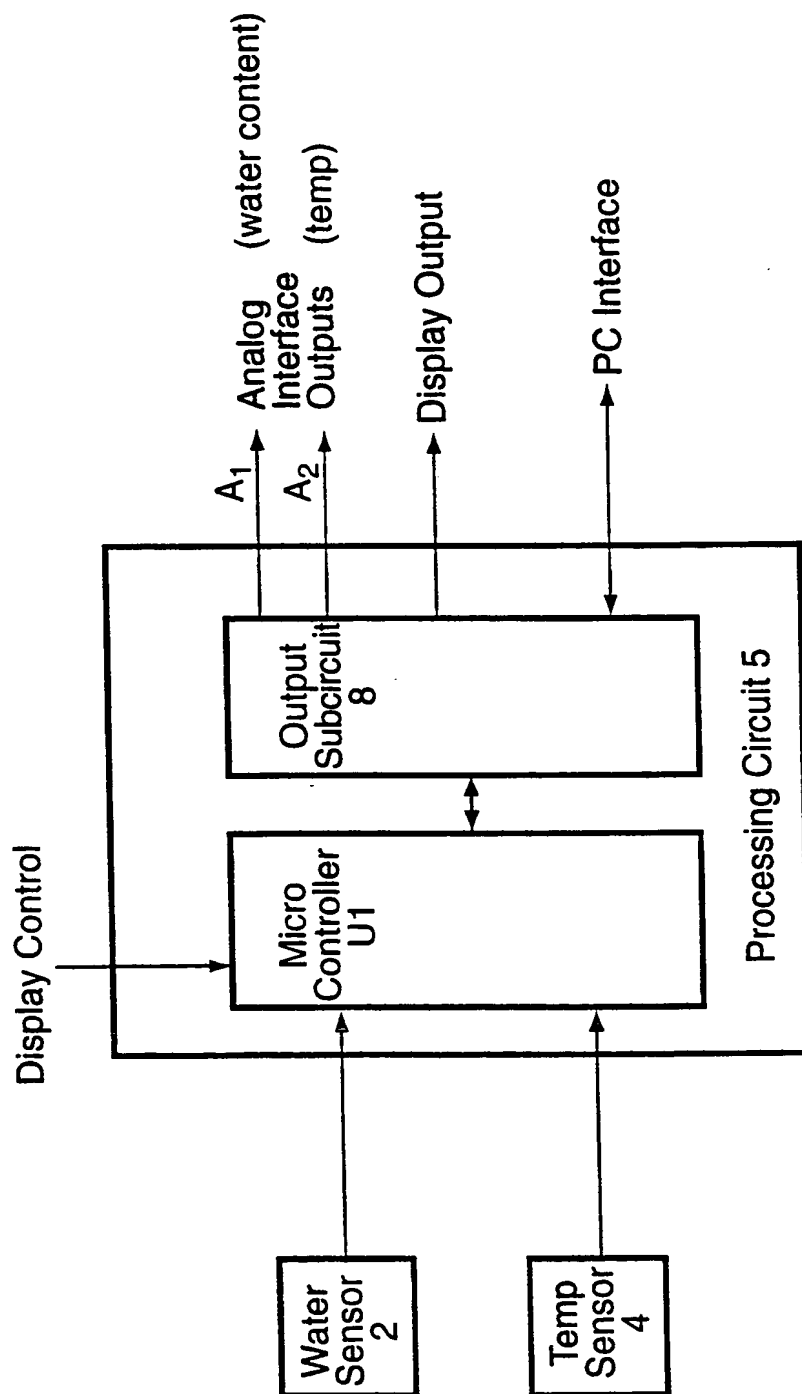 Display Control
Water
Sensor
2
Temp
Sensor
4
Micro
Controller
U1
Output
Subcircuit
8
Processing Circuit 5
A1
A2
Analog (water content)
Interface
Outputs (temp)
Display Output
PC Interface